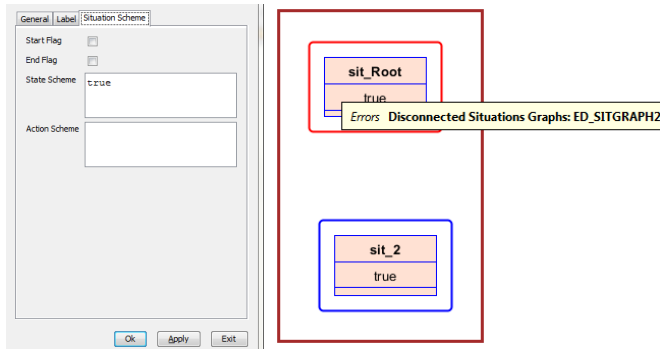 General Label Situation Scheme
Start Flag
End Flag
State Scheme
true
Action Scheme
Ok Apply Exit
sit_Root
true
Errors Disconnected Situations Graphs: ED_SITGRAPH2
sit_2
true